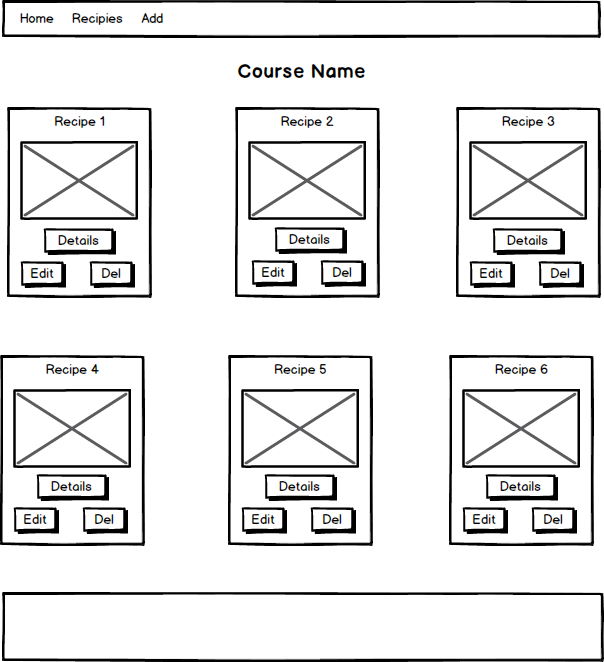 Home Recipies Add
Course Name
Recipe 1 Recipe 2 Recipe 3
Details Details Details
Edit Del Edit Del Edit Del
Recipe 4 Recipe 5 Recipe 6
Details Details Details
Edit Del Edit Del Edit Del